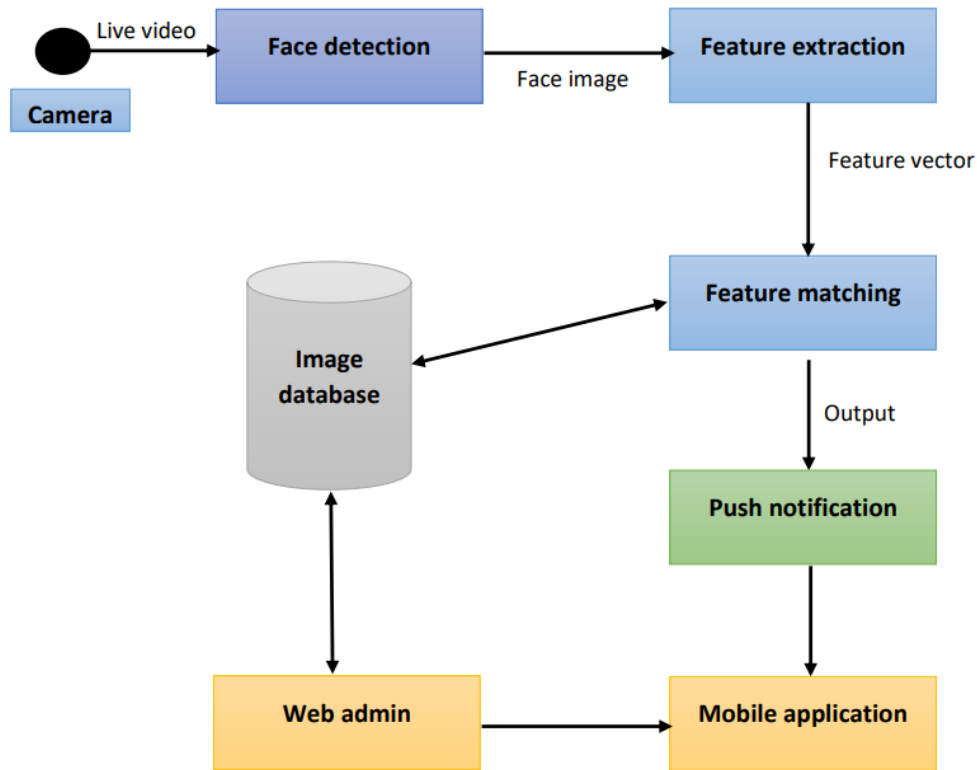 Live video
Face detection
Feature extraction
Face image
Camera
Feature vector
Feature matching
Image
database
Output
Push notification
Web admin
Mobile application